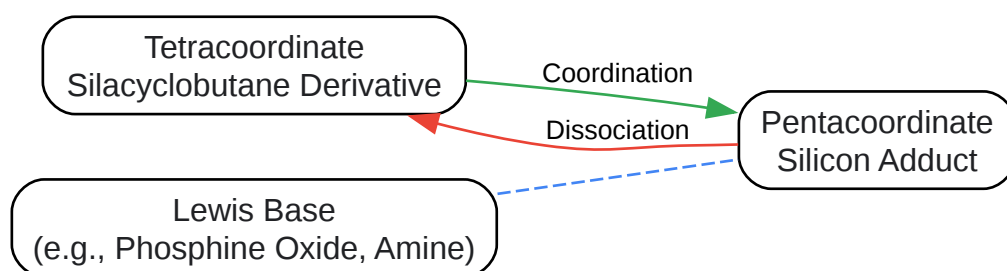 Tetracoordinate
Silacyclobutane Derivative
Coordination
Dissociation
Pentacoordinate
Silicon Adduct
Lewis Base
(e.g., Phosphine Oxide, Amine)